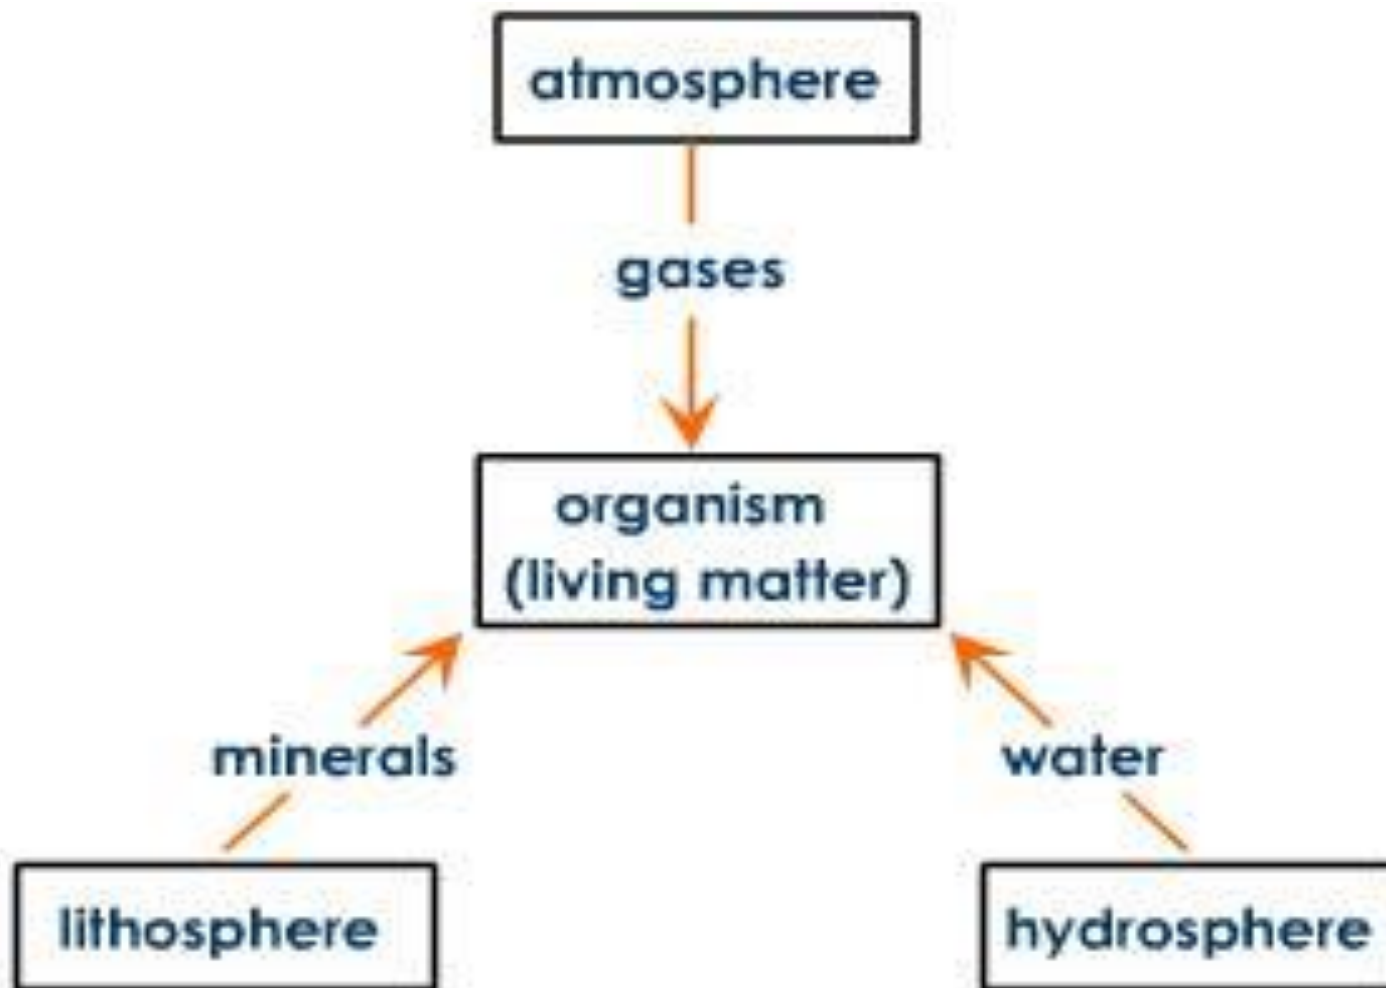 atmosphere
gases
organism
(living matter)
minerals
water
lithosphere
hydrosphere